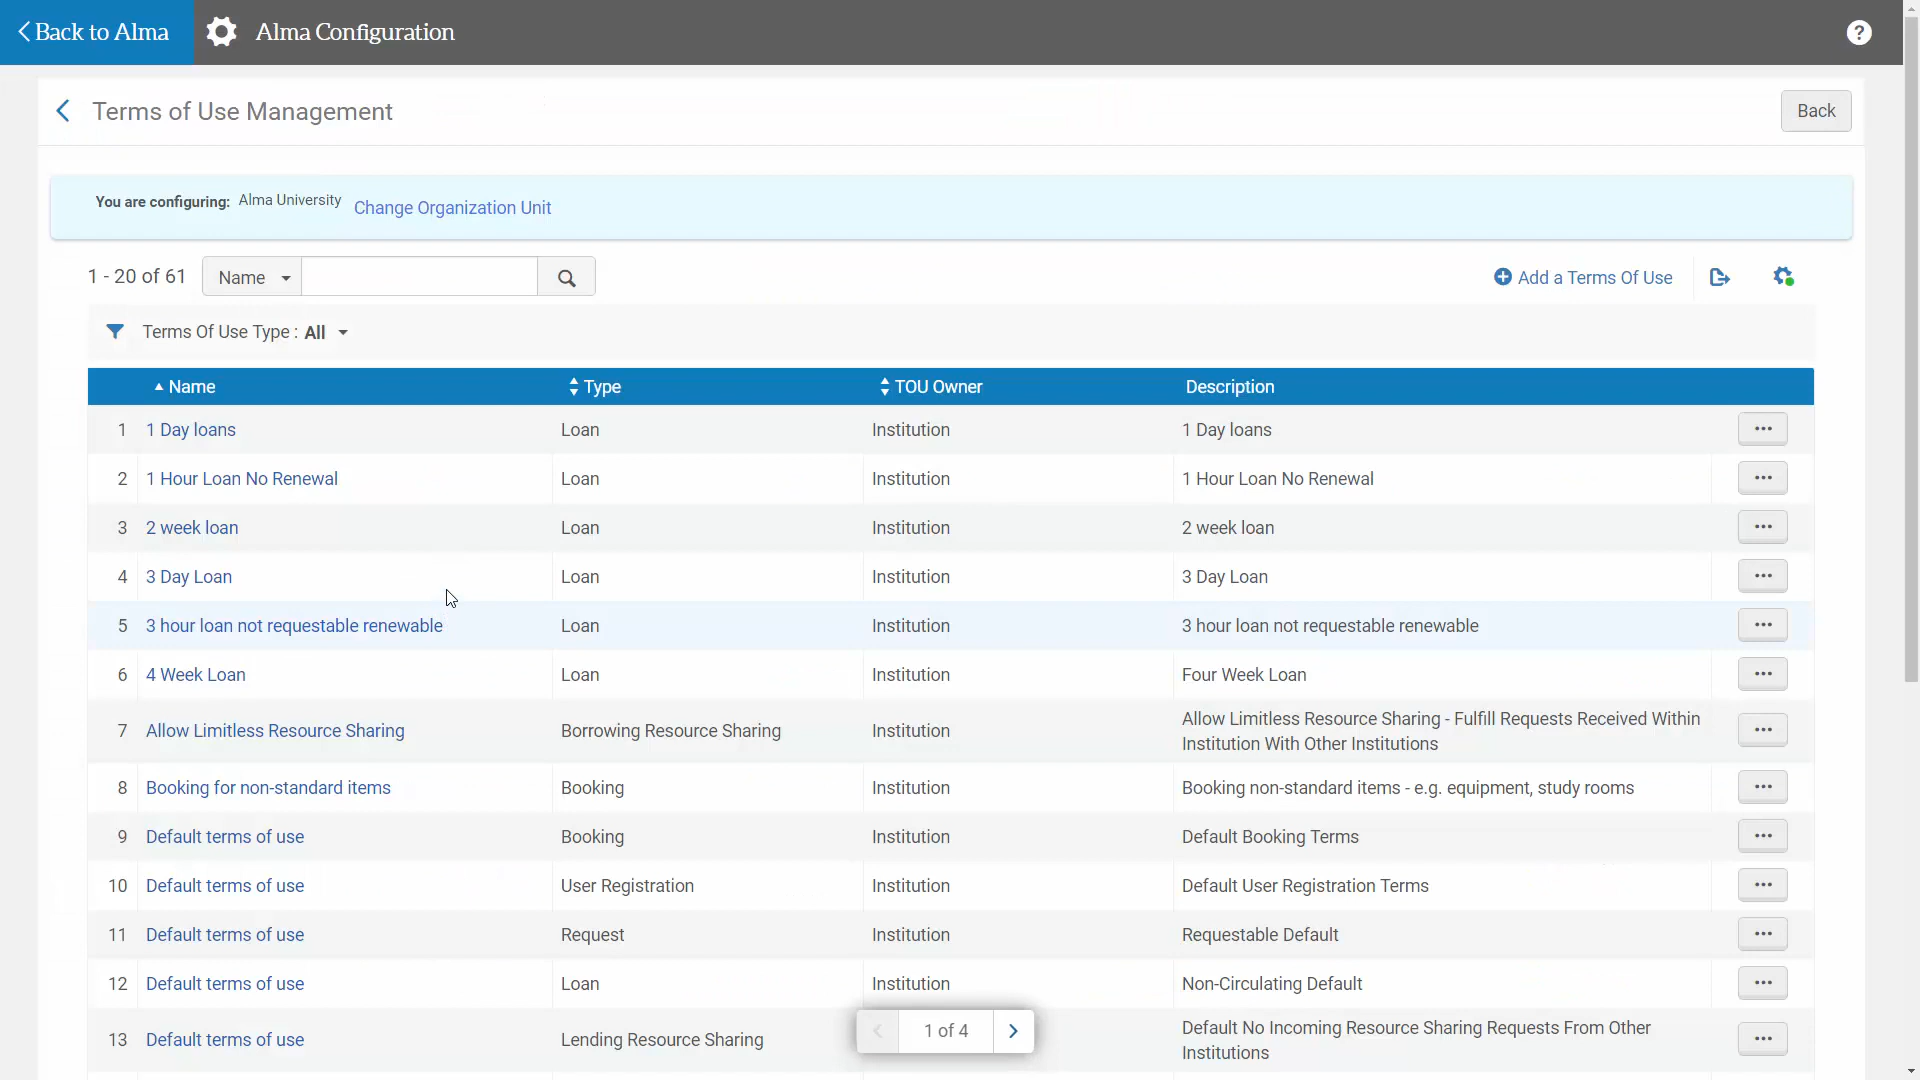 Back to Alma
Alma Configuration
?
Terms of Use Management
Back
You are configuring: Alma University Change Organization Unit
1 - 20 of 61 Name
Add a Terms Of Use
Terms Of Use Type : All
Name Type TOU Owner Description
1 1 Day loans Loan Institution 1 Day loans
2 1 Hour Loan No Renewal Loan Institution 1 Hour Loan No Renewal
3 2 week loan Loan Institution 2 week loan
4 3 Day Loan Loan Institution 3 Day Loan
5 3 hour loan not requestable renewable Loan Institution 3 hour loan not requestable renewable
6 4 Week Loan Loan Institution Four Week Loan
7 Allow Limitless Resource Sharing Borrowing Resource Sharing Institution Allow Limitless Resource Sharing - Fulfill Requests Received Within
Institution With Other Institutions
8 Booking for non-standard items Booking Institution Booking non-standard items - e.g. equipment, study rooms
9 Default terms of use Booking Institution Default Booking Terms
10 Default terms of use User Registration Institution Default User Registration Terms
11 Default terms of use Request Institution Requestable Default
12 Default terms of use Loan Institution Non-Circulating Default
13 Default terms of use Lending Resource Sharing Default No Incoming Resource Sharing Requests From Other
Institutions
1 of 4